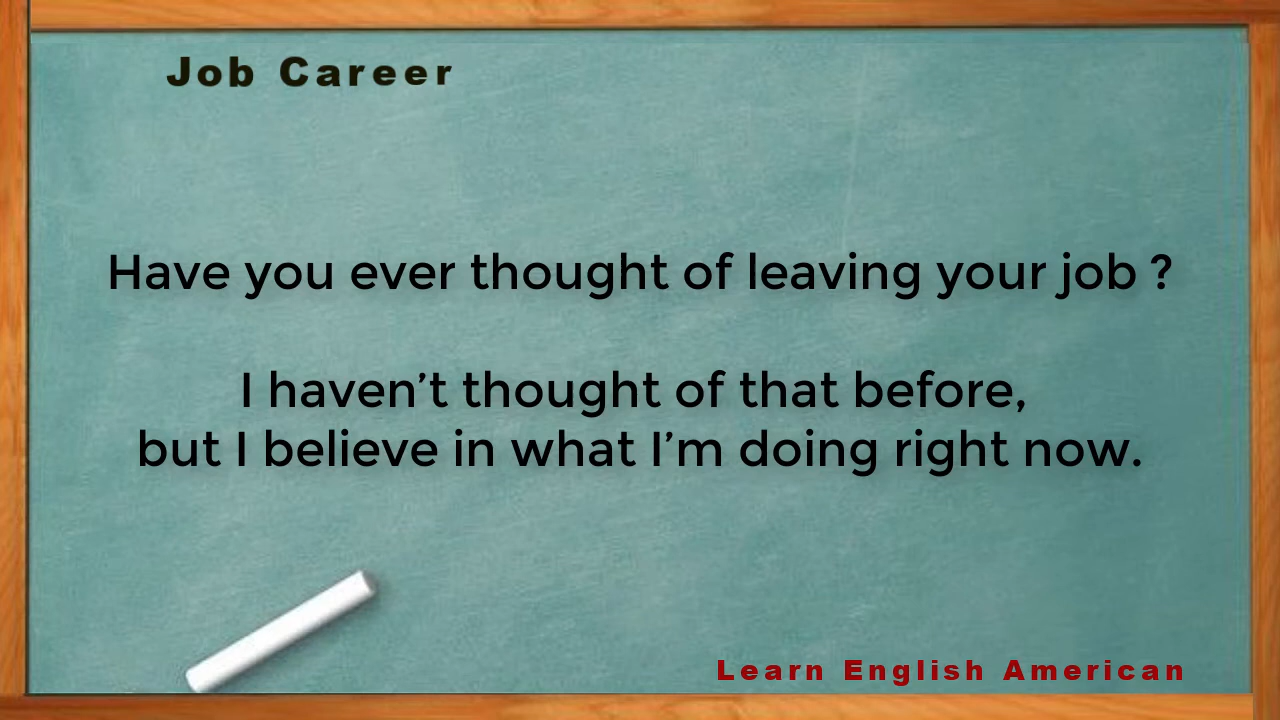 Job Career
Have you ever thought of leaving your job ?
I haven’t thought of that before,
but I believe in what I’m doing right now.
Learn English American